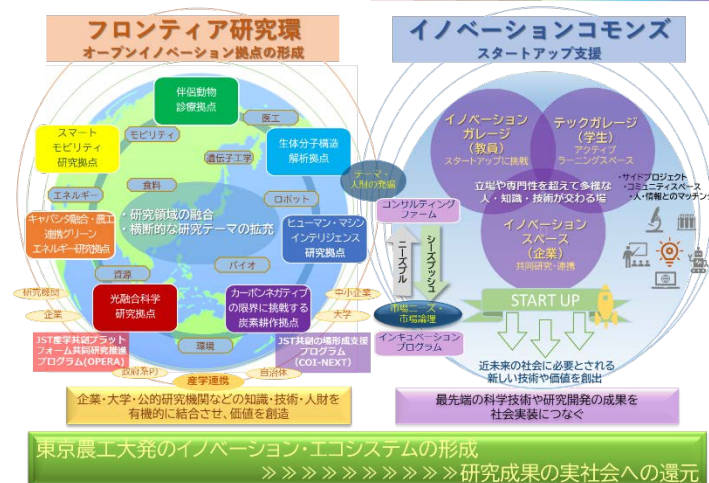 フロンティア研究環
オープンイノベーション拠点の形成
伴侶動物
診療拠点
スマート
モビリティ
研究拠点
モビリティ
医工
遺伝子工学
生体分子構造
解析拠点
エネルギー
食料
ロボット
キャパシタ融合・農工
連携グリーン
エネルギー研究拠点
・研究領域の融合
・横断的な研究テーマの拡充
ヒューマン・マシン
インテリジェンス
研究拠点
資源
バイオ
研究機関
企業
光融合科学
研究拠点
カーボンネガティブ
の限界に挑戦する
炭素耕作拠点
中小企業
大学
環境
JST産学共創プラット
フォーム共同研究推進
プログラム(OPERA)
JST共創の場形成支援
プログラム
(COI-NEXT)
政府系PJ
産学連携
自治体
企業・大学・公的研究機関などの知識・技術・人財を
有機的に結合させ、価値を創造
テーマ・
人財の発掘
コンサルティング
ファーム
ニーズプル
シーズプッシュ
市場ニーズ・
市場論理
インキュベーション
プログラム
イノベーションコモンズ
スタートアップ支援
イノベーション
ガレージ
(教員)
スタートアップに挑戦
テックガレージ
(学生)
アクティブ
ラーニングスペース
立場や専門性を超えて多様な
人・知識・技術が交わる場
・サイドプロジェクト
・コミュニティスペース
・人・情報とのマッチング
イノベーション
スペース
(企業)
共同研究・連携
START UP
近未来の社会に必要とされる
新しい技術や価値を創出
最先端の科学技術や研究開発の成果を
社会実装につなぐ
東京農工大発のイノベーション・エコシステムの形成
≫≫≫≫≫≫≫≫≫≫研究成果の実社会への還元